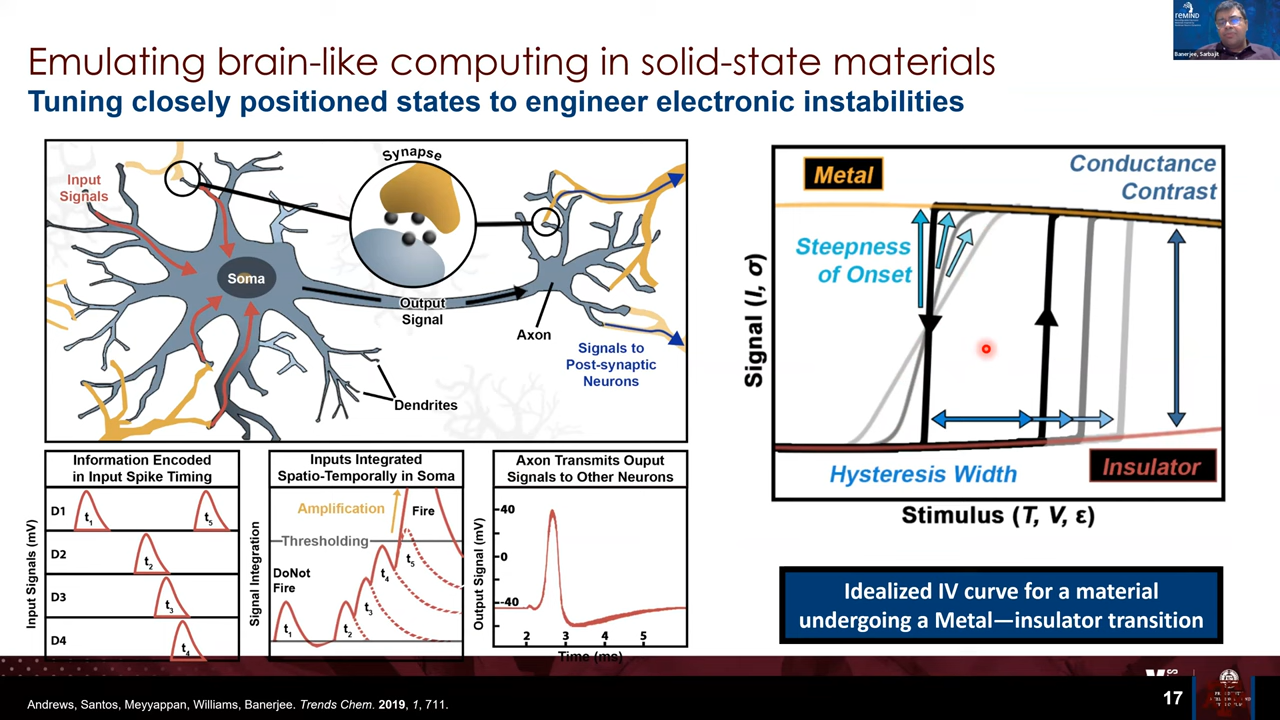 reMIND
Banerjee, Sarbajit
Emulating brain-like computing in solid-state materials
Tuning closely positioned states to engineer electronic instabilities
Synapse
Input
Signals
Soma
Output
Signal
Axon
Dendrites
Signals to
Post-synaptic
Neurons
Information Encoded
in Input Spike Timing
Input Signals (mV)
D1
t1
t5
D2
t2
D3
t3
D4
t4
Inputs Integrated
Spatio-Temporally in Soma
Signal Integration
Amplification
Fire
Thresholding
DoNot
Fire
t1
t2
t3
t4
t5
Axon Transmits Ouput
Signals to Other Neurons
Output Signal (mV)
40
0
-40
2 3 4 5
Time (ms)
Metal
Conductance
Contrast
Steepness
of Onset
Signal (I, σ)
Hysteresis Width
Insulator
Stimulus (T, V, ε)
Idealized IV curve for a material
undergoing a Metal—insulator transition
Andrews, Santos, Meyyappan, Williams, Banerjee. Trends Chem. 2019, 1, 711.
17